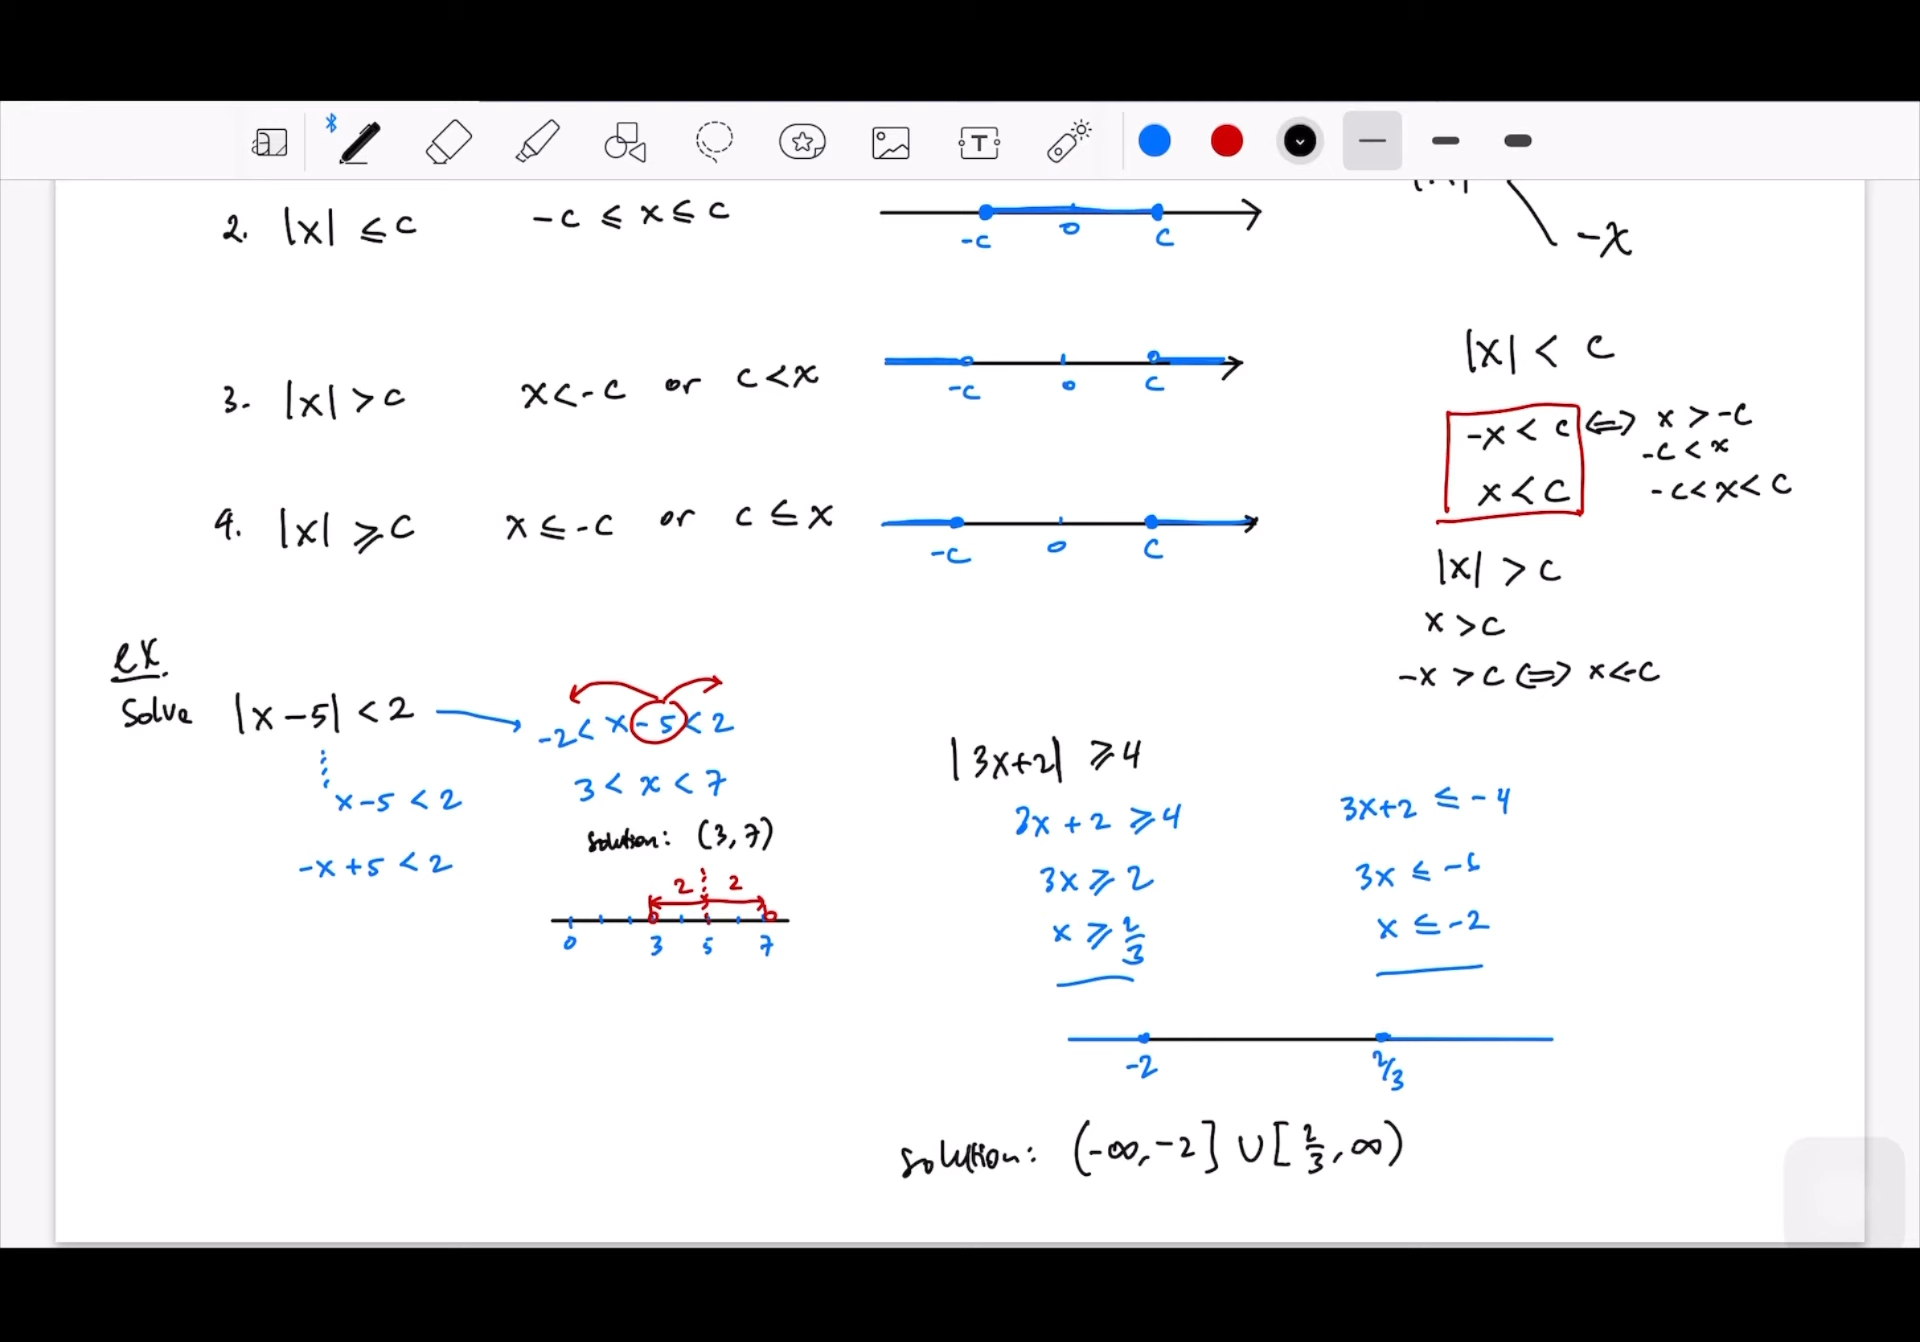 2. |x| ≤ c   -c ≤ x ≤ c
-c 0 c
-x
3. |x| > c   x < -c or c < x
-c 0 c
4. |x| ≥ c   x ≤ -c or c ≤ x
-c 0 c
|x| < c
-x < c ⟺ x > -c
-c < x
x < c   -c < x < c
|x| > c
x > c
-x > c ⟺ x < -c
ex.
Solve |x - 5| < 2
x - 5 < 2
-x + 5 < 2
-2 < x - 5 < 2
3 < x < 7
solution: (3, 7)
2 2
0 3 5 7
|3x+2| ≥ 4
3x + 2 ≥ 4
3x ≥ 2
x ≥ 2/3
3x+2 ≤ -4
3x ≤ -6
x ≤ -2
-2 2/3
solution: (-∞, -2] ∪ [2/3, ∞)